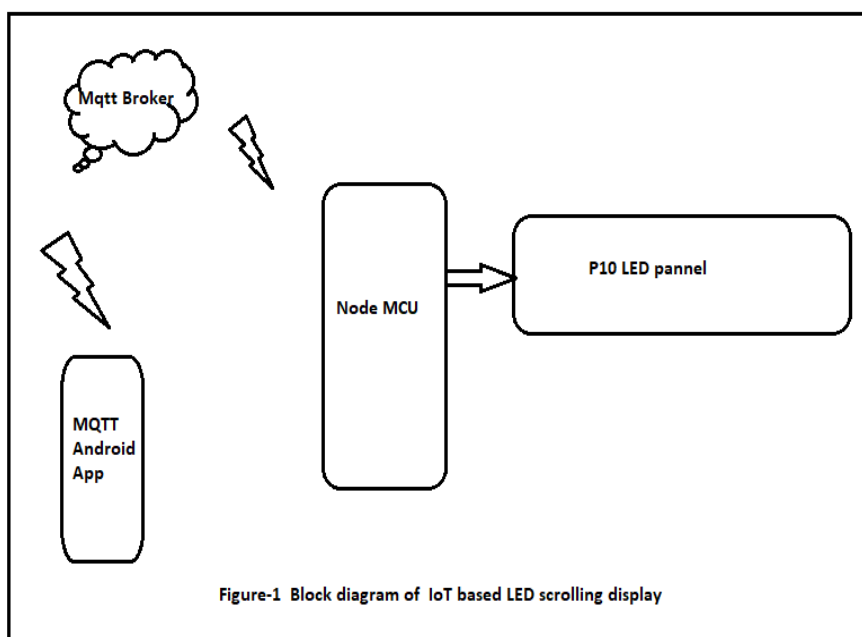 Mqtt Broker
Node MCU
P10 LED pannel
MQTT
Android
App
Figure-1 Block diagram of IoT based LED scrolling display